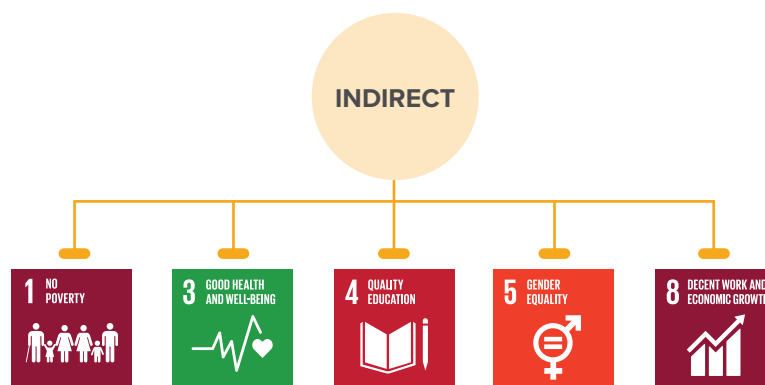 INDIRECT
1 NO
POVERTY
3 GOOD HEALTH
AND WELL-BEING
4 QUALITY
EDUCATION
5 GENDER
EQUALITY
8 DECENT WORK AND
ECONOMIC GROWTH